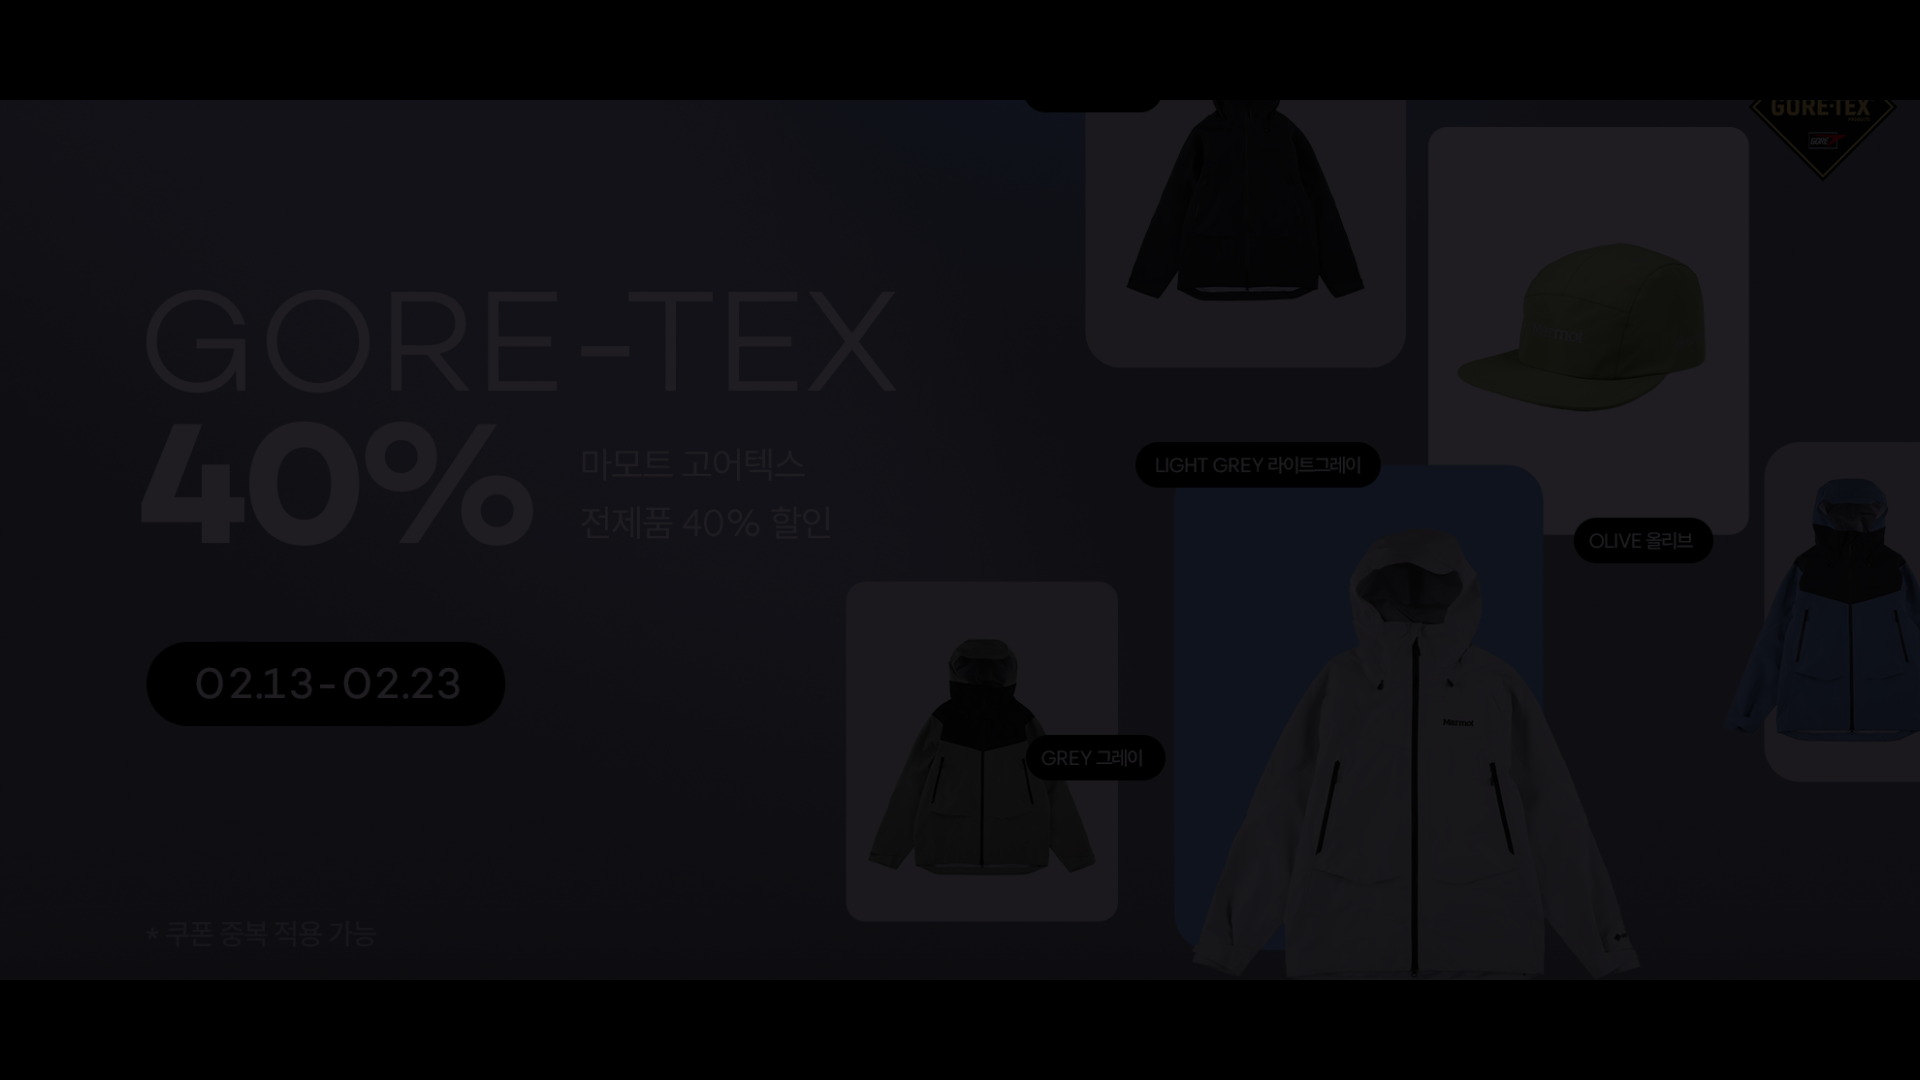 GORE-TEX
40%
마모트 고어텍스
전제품 40% 할인
02.13-02.23
* 쿠폰 중복 적용 가능
GORE-TEX
GORE
Marmot
LIGHT GREY 라이트그레이
OLIVE 올리브
GREY 그레이
Marmot